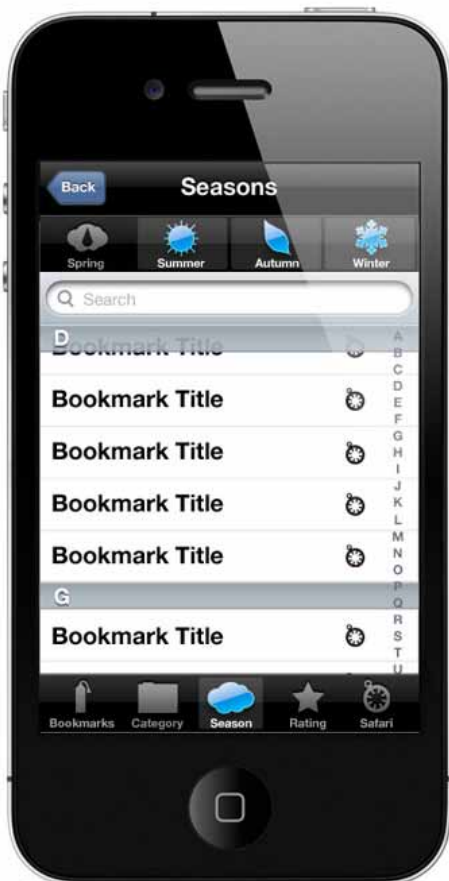 Back Seasons
Spring Summer Autumn Winter
Search
D
Bookmark Title
Bookmark Title
Bookmark Title
Bookmark Title
Bookmark Title
G
Bookmark Title
A
B
C
D
E
F
G
H
I
J
K
L
M
N
O
P
Q
R
S
T
U
Bookmarks Category Season Rating Safari